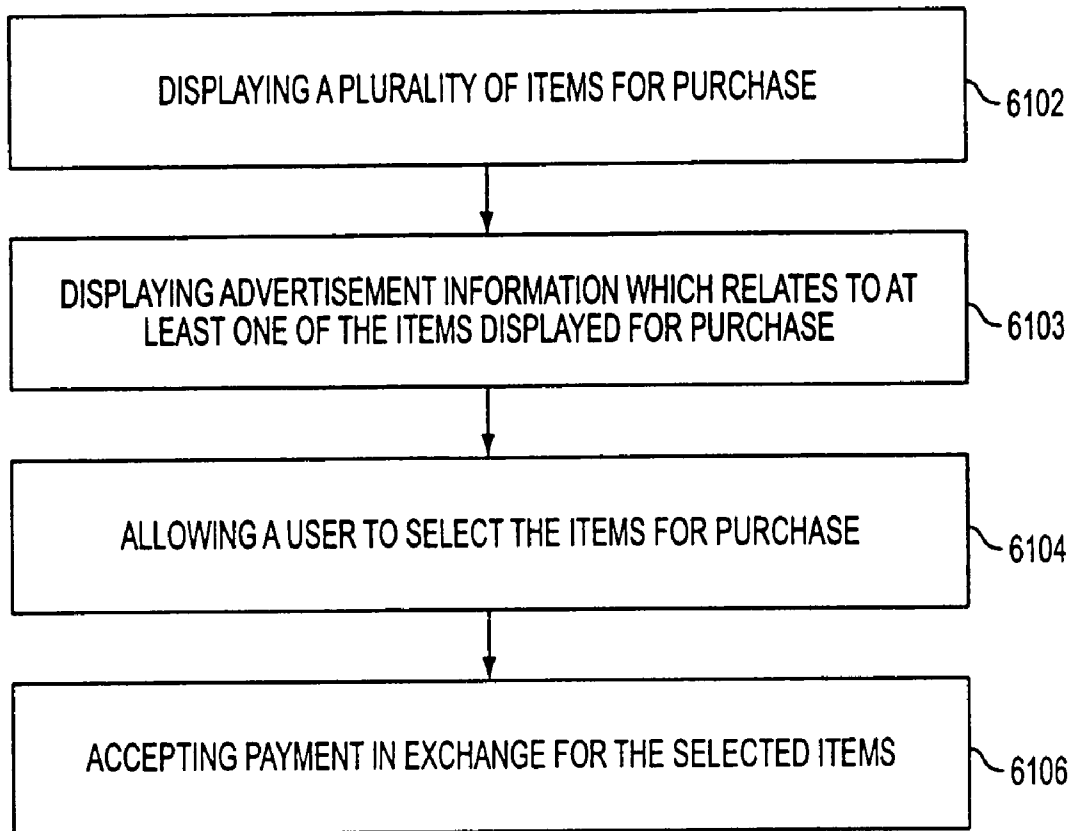 DISPLAYING A PLURALITY OF ITEMS FOR PURCHASE
6102
DISPLAYING ADVERTISEMENT INFORMATION WHICH RELATES TO AT
LEAST ONE OF THE ITEMS DISPLAYED FOR PURCHASE
6103
ALLOWING A USER TO SELECT THE ITEMS FOR PURCHASE
6104
ACCEPTING PAYMENT IN EXCHANGE FOR THE SELECTED ITEMS
6106